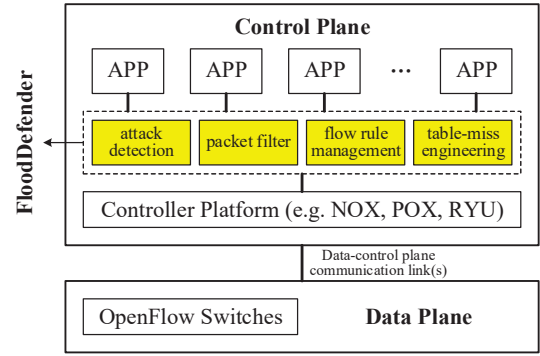 Control Plane
APP
APP
APP
...
APP
FloodDefender
attack
detection
packet filter
flow rule
management
table-miss
engineering
Controller Platform (e.g. NOX, POX, RYU)
Data-control plane
communication link(s)
OpenFlow Switches
Data Plane